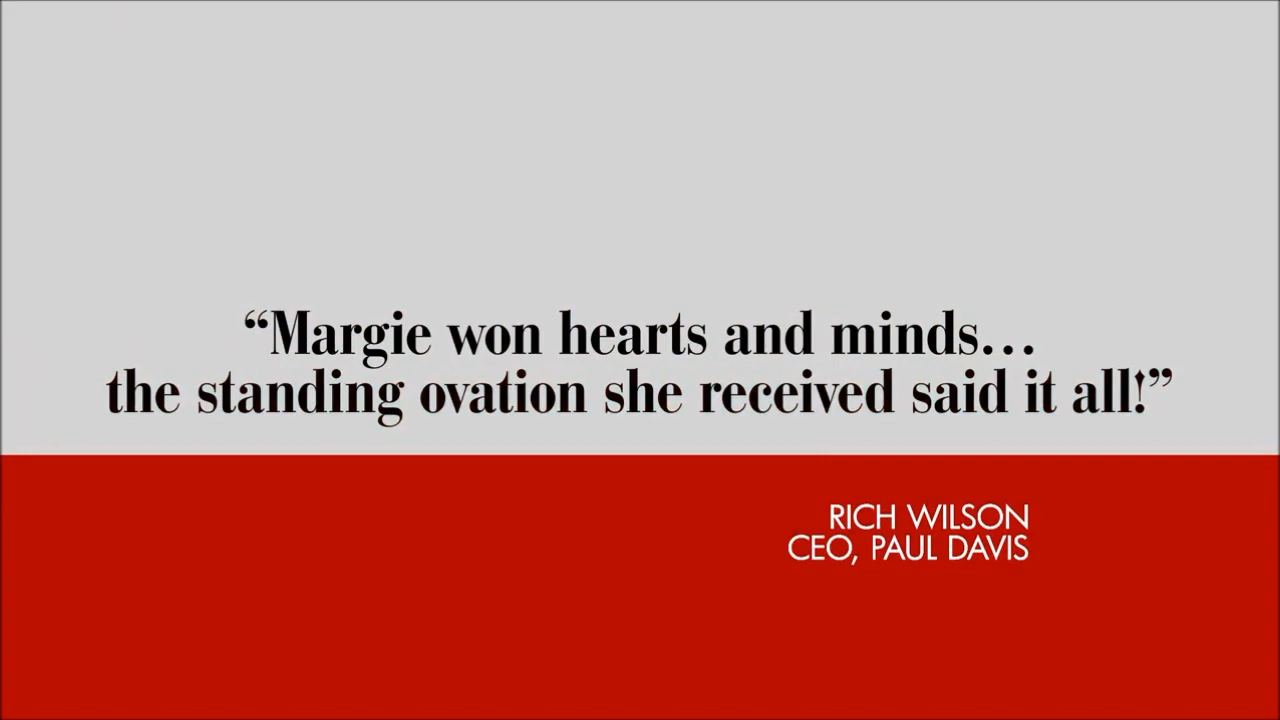 “Margie won hearts and minds…
the standing ovation she received said it all!”
RICH WILSON
CEO, PAUL DAVIS